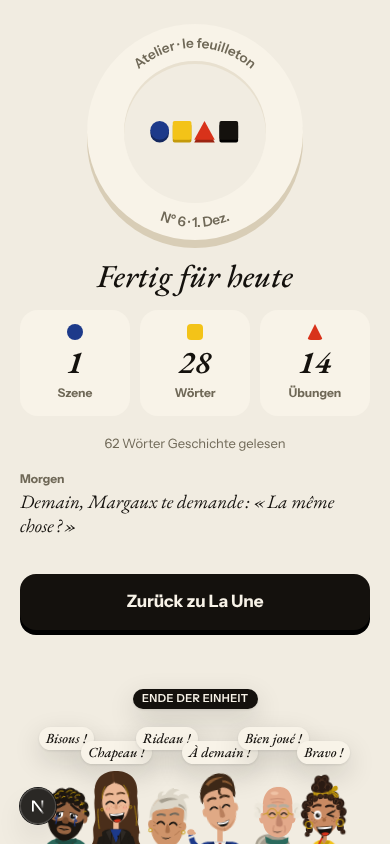 Atelier · le feuilleton
Nº 6 · 1. Dez.
Fertig für heute
1
Szene
28
Wörter
14
Übungen
62 Wörter Geschichte gelesen
Morgen
Demain, Margaux te demande : « La même
chose ? »
Zurück zu La Une
ENDE DER EINHEIT
Bisous !
Rideau !
Bien joué !
Chapeau !
À demain !
Bravo !
N